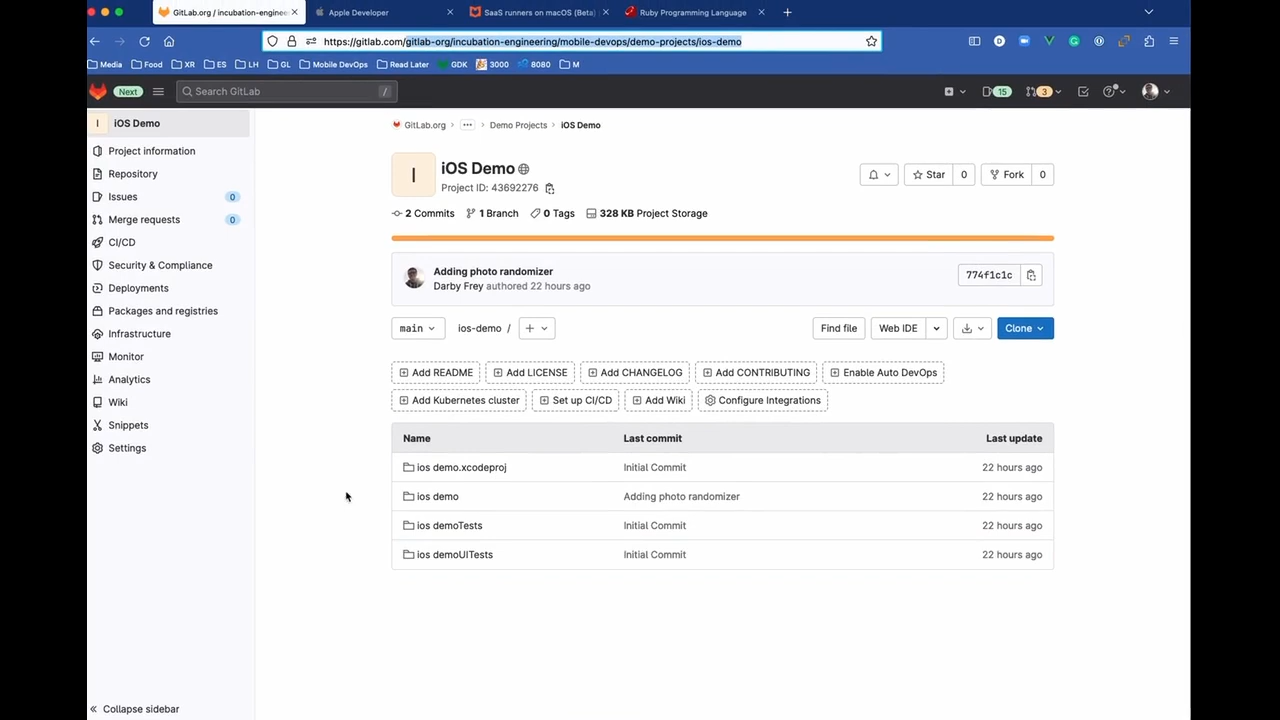 GitLab.org / incubation-engine
Apple Developer
SaaS runners on macOS (Beta)
Ruby Programming Language
https://gitlab.com/gitlab-org/incubation-engineering/mobile-devops/demo-projects/ios-demo
Media
Food
XR
ES
LH
GL
Mobile DevOps
Read Later
GDK
3000
8080
M
Next
Search GitLab
/
15
3
iOS Demo
Project information
Repository
Issues 0
Merge requests 0
CI/CD
Security & Compliance
Deployments
Packages and registries
Infrastructure
Monitor
Analytics
Wiki
Snippets
Settings
Collapse sidebar
GitLab.org > ... > Demo Projects > iOS Demo
I
I
iOS Demo
Project ID: 43692276
Star 0
Fork 0
2 Commits 1 Branch 0 Tags 328 KB Project Storage
Adding photo randomizer
Darby Frey authored 22 hours ago
774f1c1c
main
ios-demo /
+
Find file
Web IDE
Clone
Add README
Add LICENSE
Add CHANGELOG
Add CONTRIBUTING
Enable Auto DevOps
Add Kubernetes cluster
Set up CI/CD
Add Wiki
Configure Integrations
Name Last commit Last update
ios demo.xcodeproj Initial Commit 22 hours ago
ios demo Adding photo randomizer 22 hours ago
ios demoTests Initial Commit 22 hours ago
ios demoUITests Initial Commit 22 hours ago